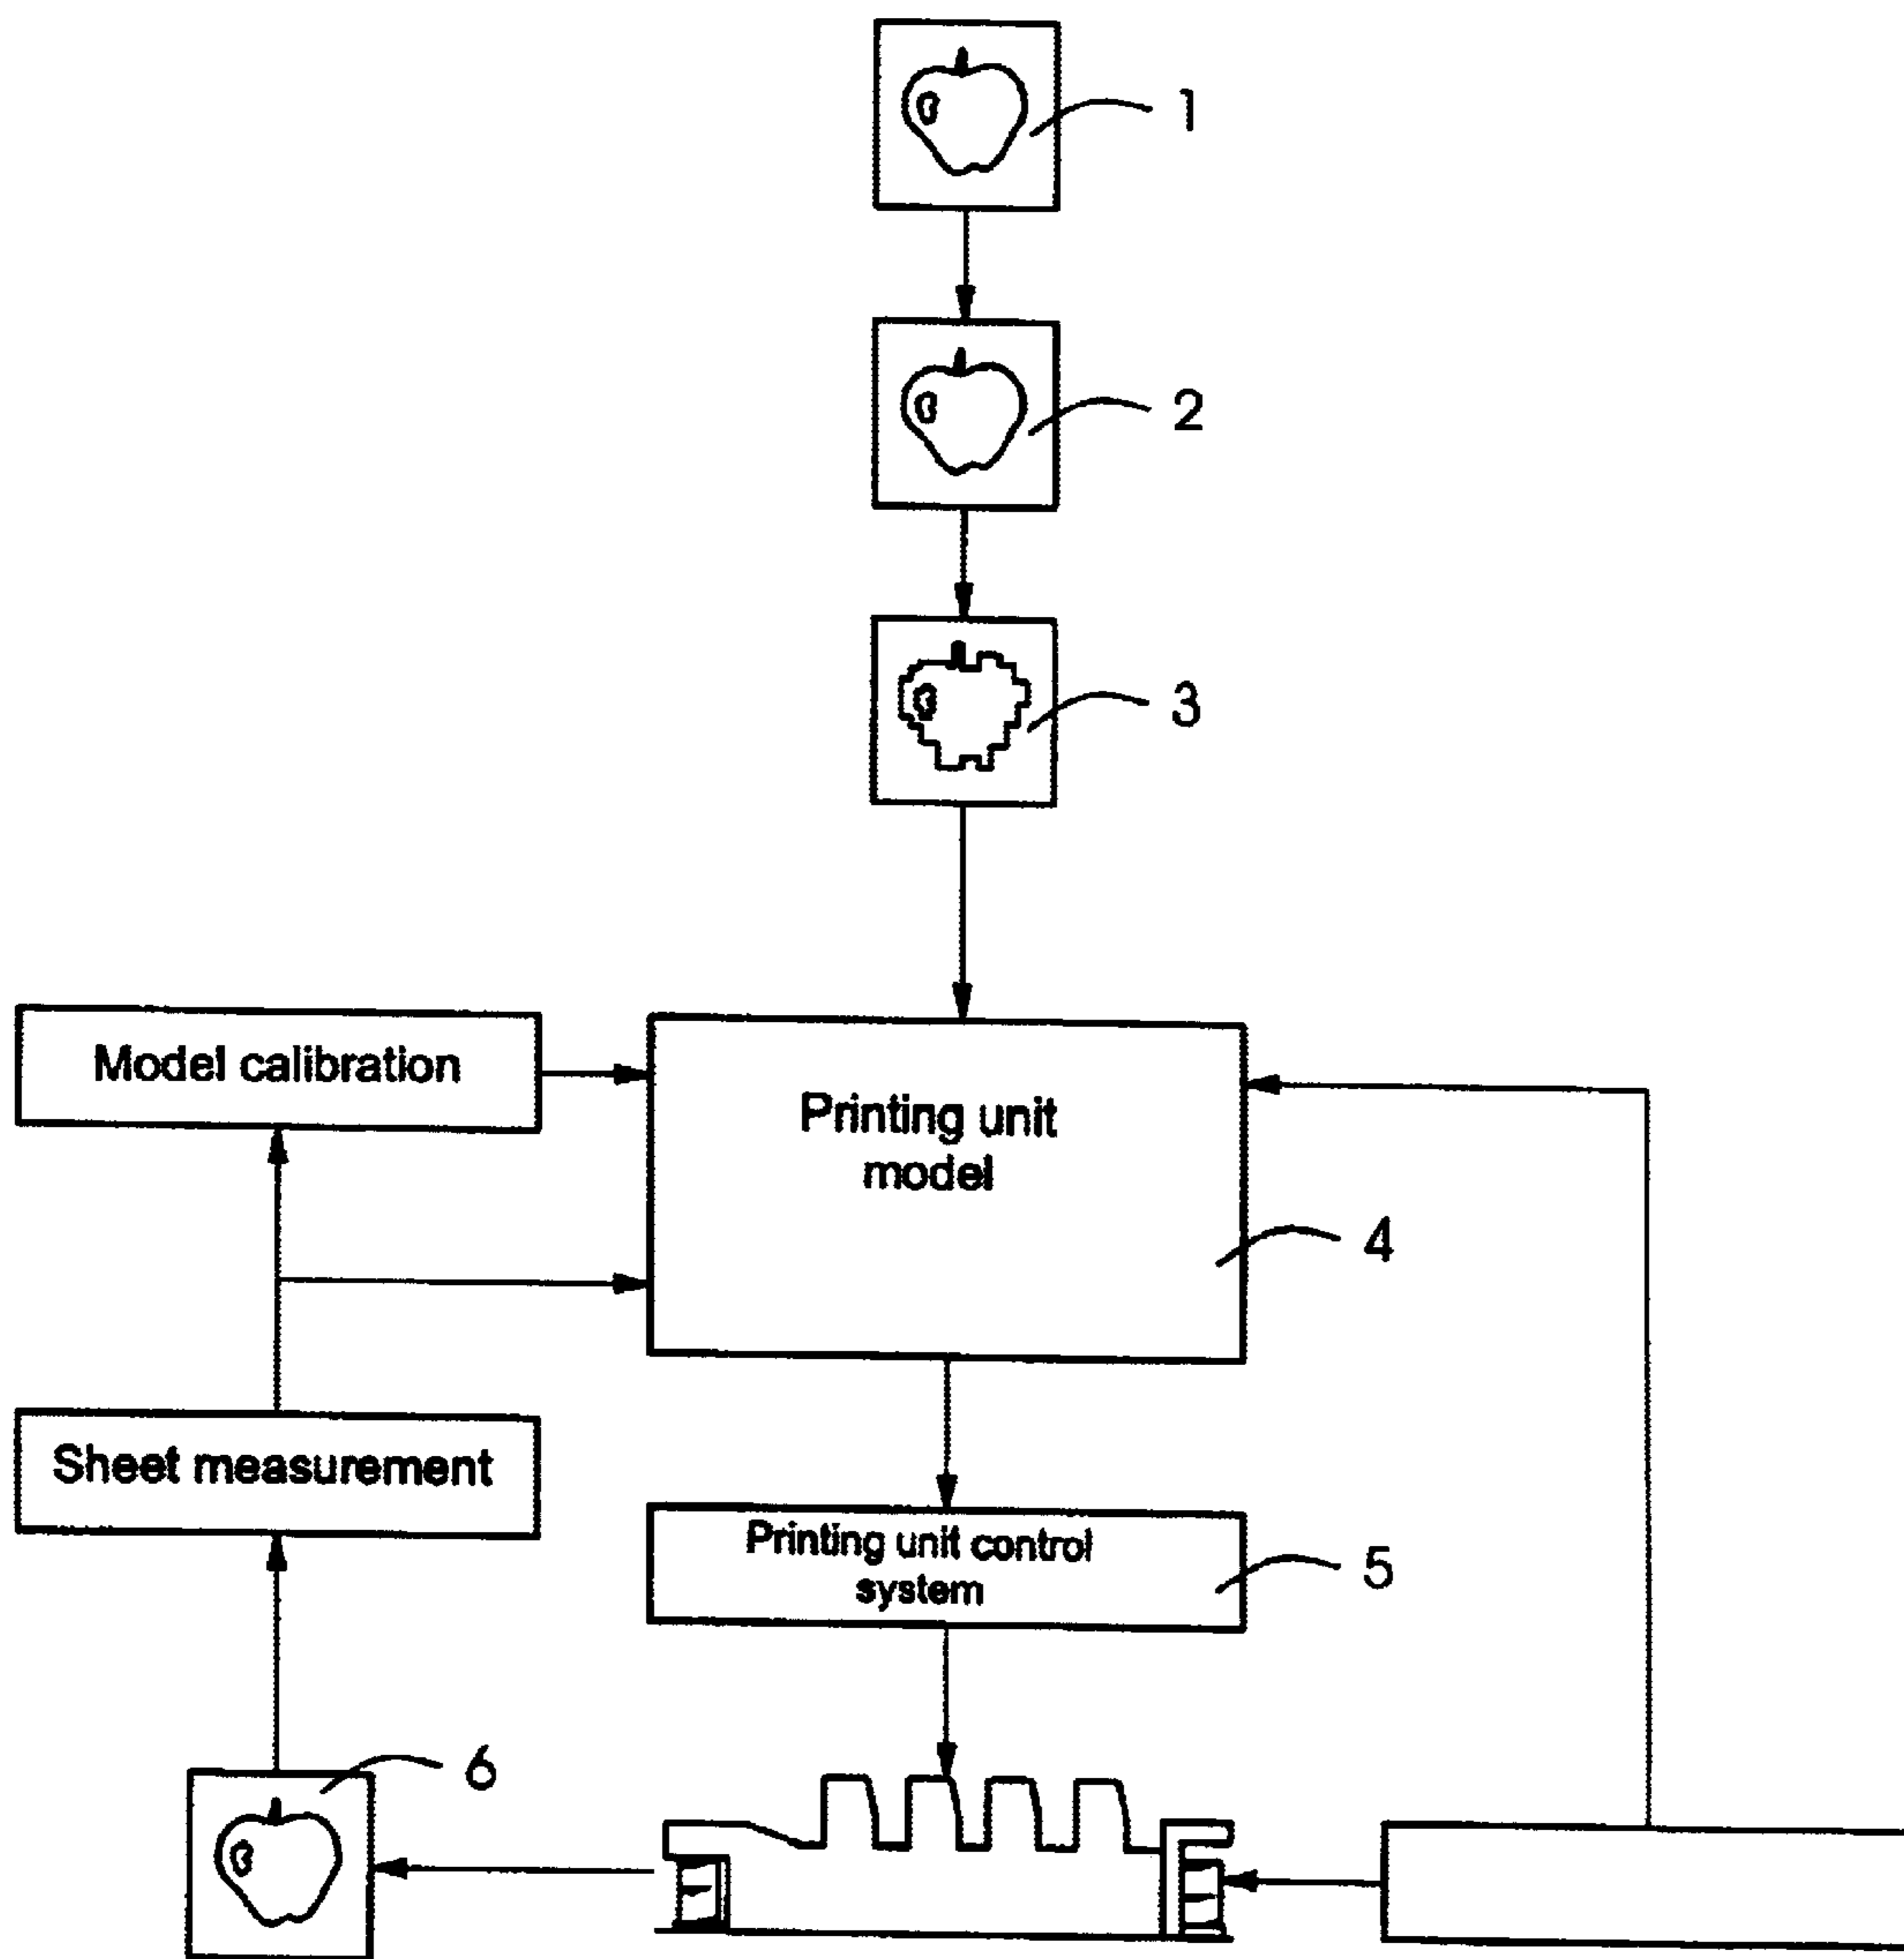 1
2
3
Model calibration
Printing unit
model
4
Sheet measurement
Printing unit control
system
5
6